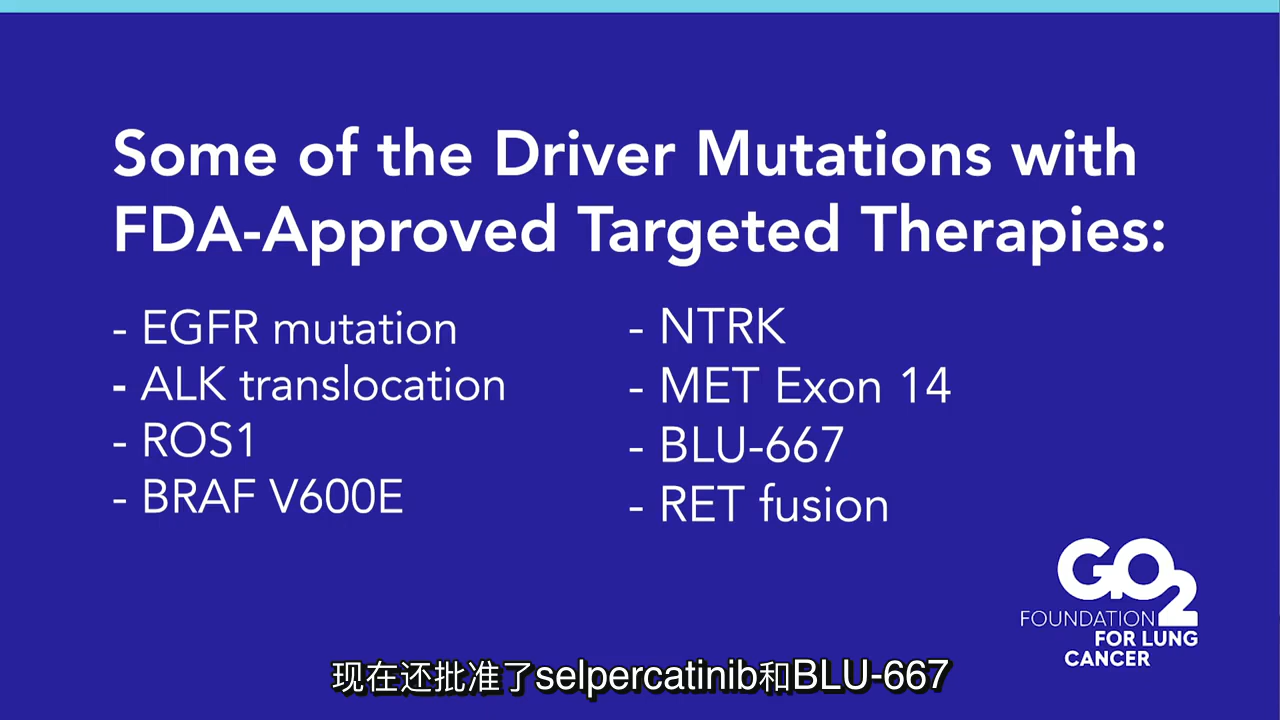 Some of the Driver Mutations with
FDA-Approved Targeted Therapies:
- EGFR mutation
- ALK translocation
- ROS1
- BRAF V600E
- NTRK
- MET Exon 14
- BLU-667
- RET fusion
GO2
FOUNDATION
FOR LUNG
CANCER
现在还批准了selpercatinib和BLU-667